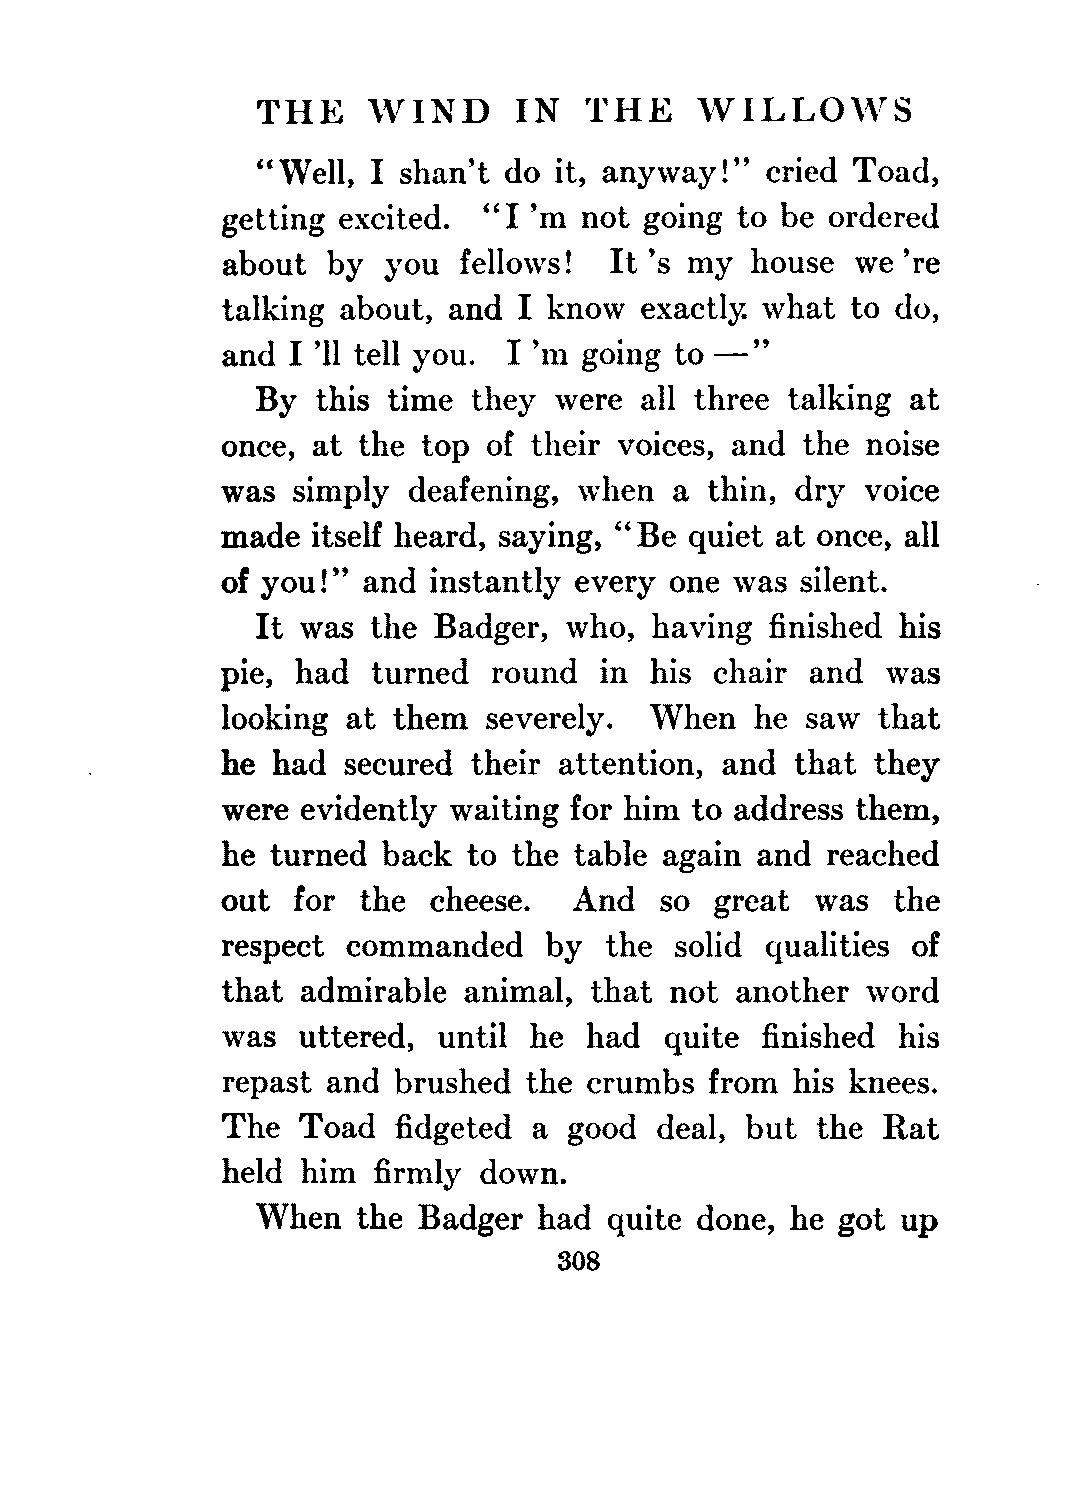 THE WIND IN THE WILLOWS
“Well, I shan't do it, anyway!” cried Toad,
getting excited. “I 'm not going to be ordered
about by you fellows! It 's my house we 're
talking about, and I know exactly what to do,
and I 'll tell you. I 'm going to —”
By this time they were all three talking at
once, at the top of their voices, and the noise
was simply deafening, when a thin, dry voice
made itself heard, saying, “Be quiet at once, all
of you!” and instantly every one was silent.
It was the Badger, who, having finished his
pie, had turned round in his chair and was
looking at them severely. When he saw that
he had secured their attention, and that they
were evidently waiting for him to address them,
he turned back to the table again and reached
out for the cheese. And so great was the
respect commanded by the solid qualities of
that admirable animal, that not another word
was uttered, until he had quite finished his
repast and brushed the crumbs from his knees.
The Toad fidgeted a good deal, but the Rat
held him firmly down.
When the Badger had quite done, he got up
308